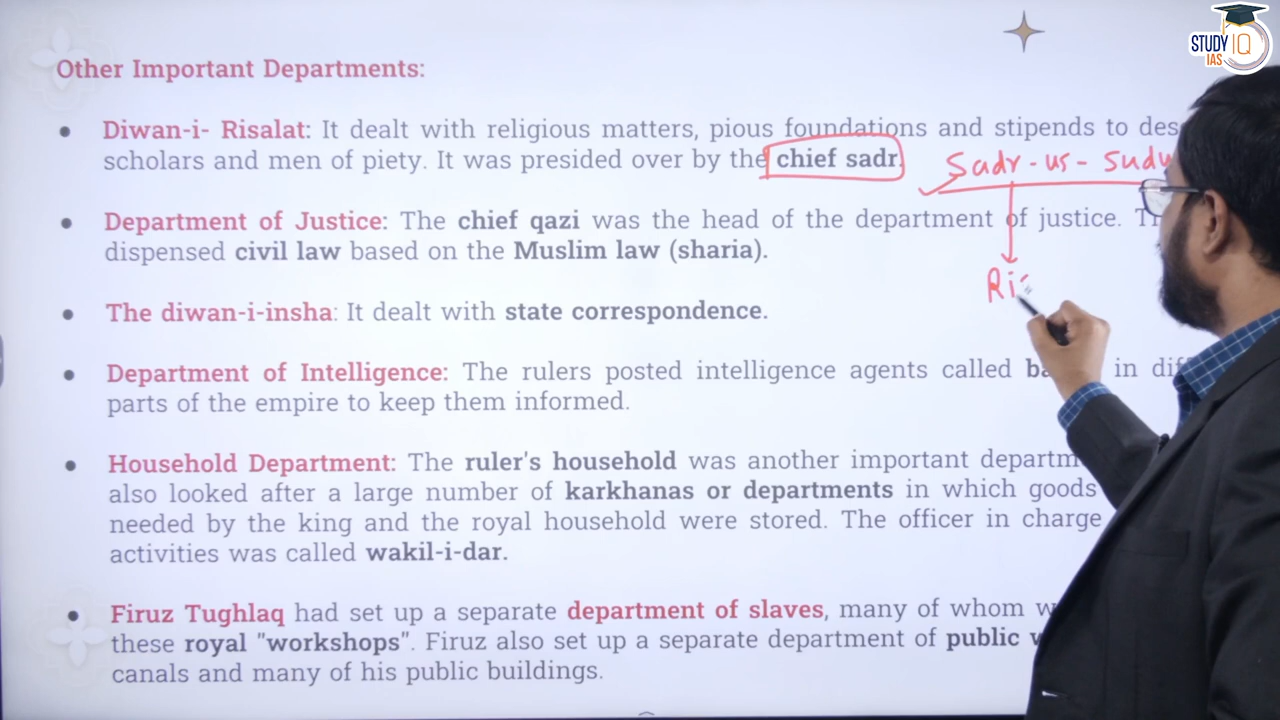 STUDY IQ
IAS
Other Important Departments:
Diwan-i- Risalat: It dealt with religious matters, pious foundations and stipends to
scholars and men of piety. It was presided over by the chief sadr. Sadr-us-
Department of Justice: The chief qazi was the head of the department of justice.
dispensed civil law based on the Muslim law (sharia).
The diwan-i-insha: It dealt with state correspondence.
Department of Intelligence: The rulers posted intelligence agents called in
parts of the empire to keep them informed.
Household Department: The ruler's household was another important
also looked after a large number of karkhanas or departments in which goods
needed by the king and the royal household were stored. The officer in charge
activities was called wakil-i-dar.
Firuz Tughlaq had set up a separate department of slaves, many of whom
these royal "workshops". Firuz also set up a separate department of public
canals and many of his public buildings.